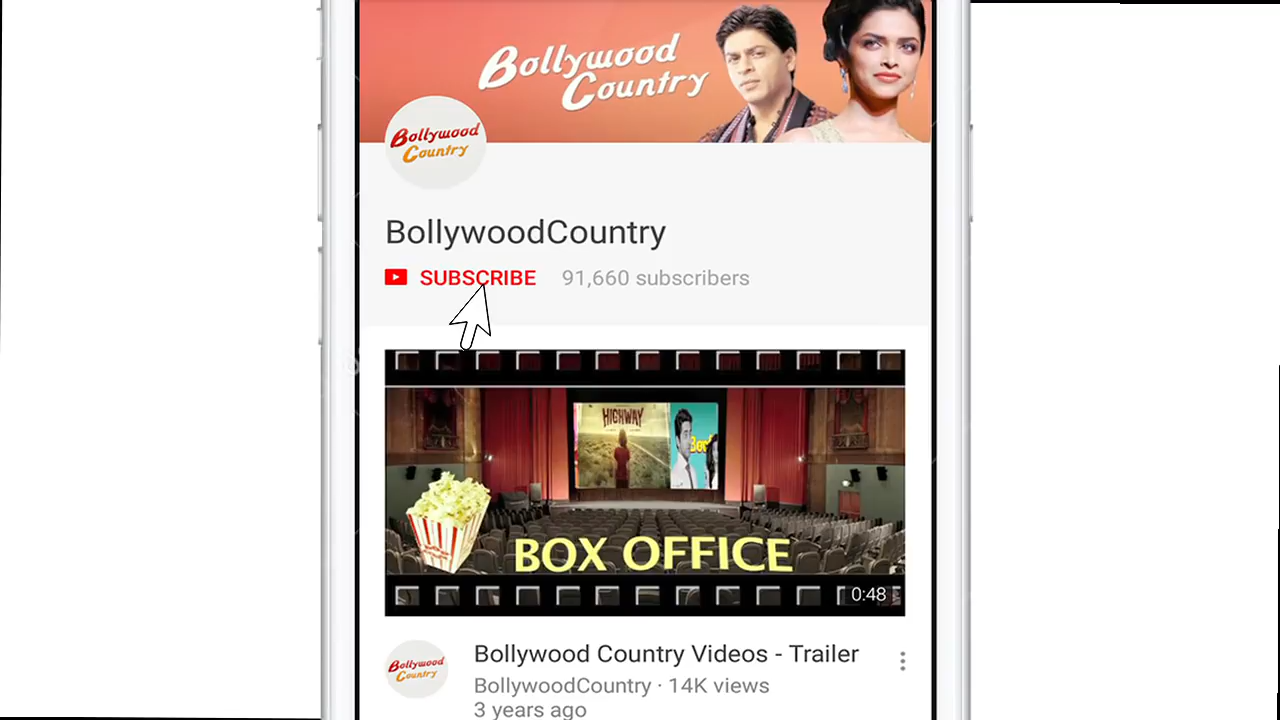 Bollywood
Country
Bollywood
Country
BollywoodCountry
SUBSCRIBE 91,660 subscribers
HIGHWAY
BOX OFFICE
0:48
Bollywood Country Videos - Trailer
Bollywood
Country
BollywoodCountry · 14K views
3 years ago